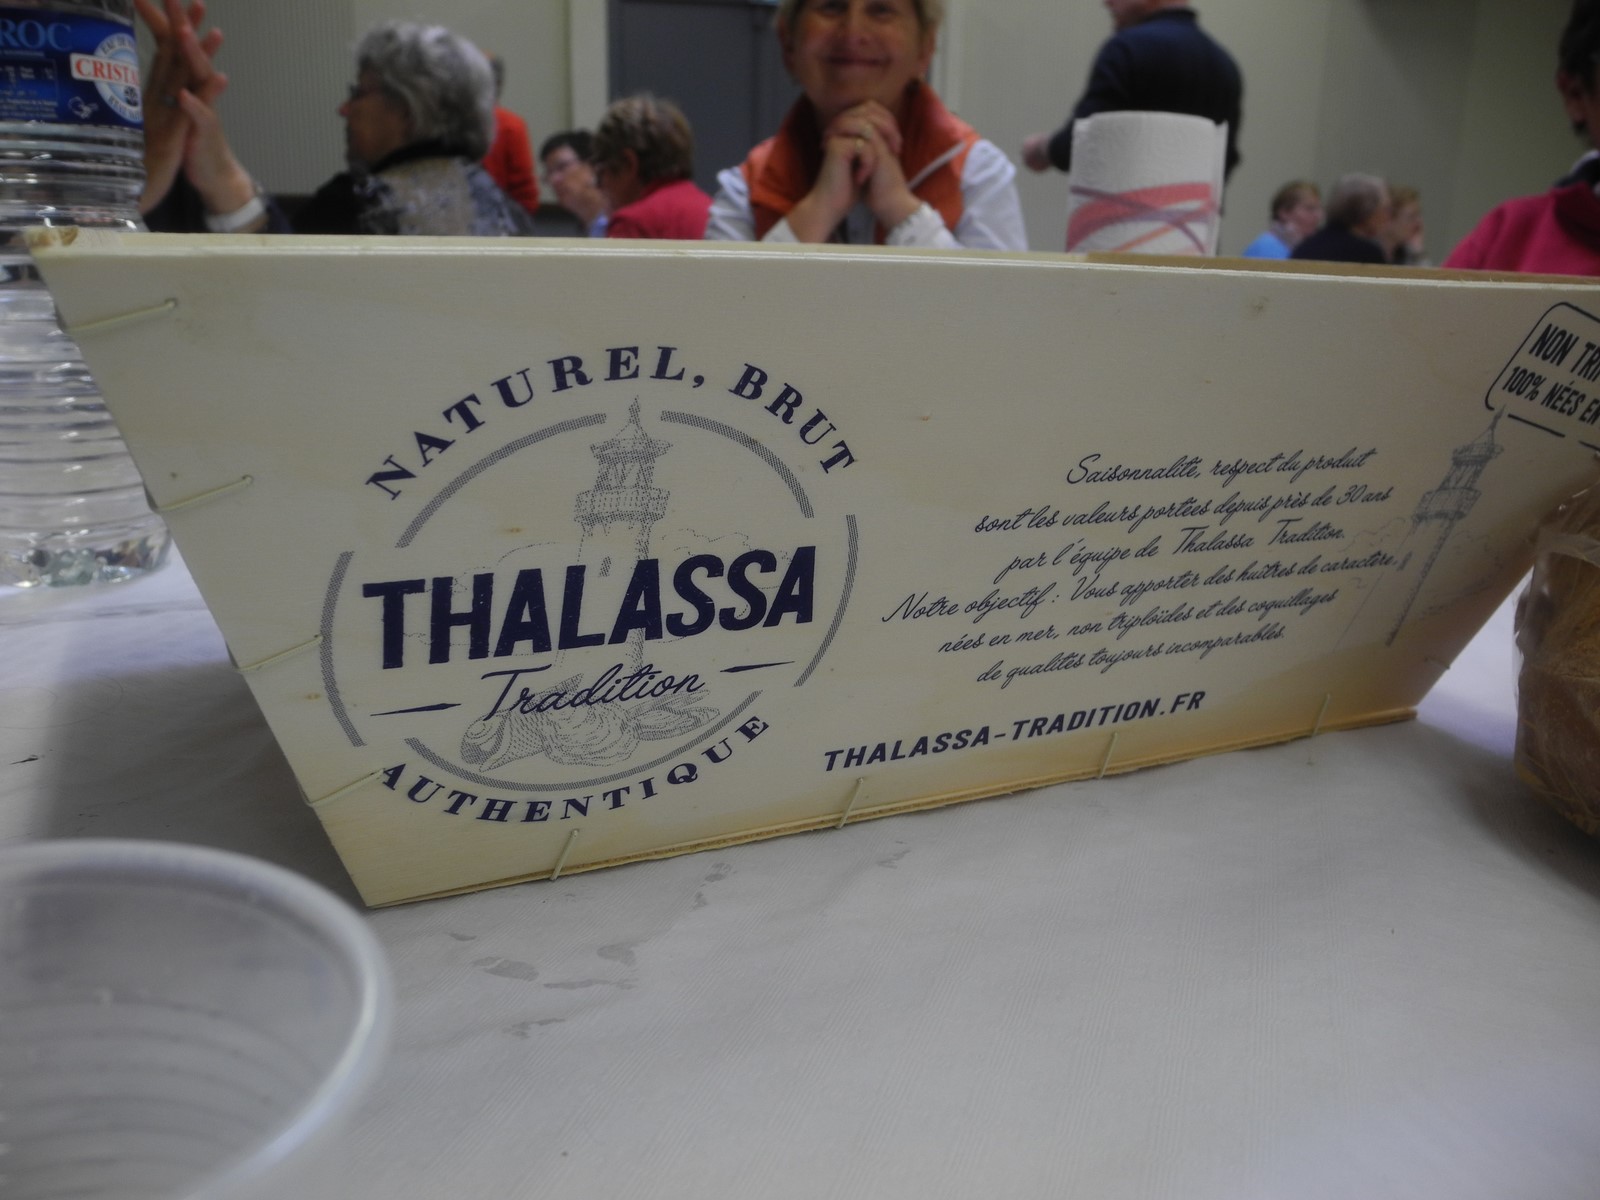 ROC
CRISTA
NATUREL, BRUT
THALASSA
Tradition
AUTHENTIQUE
Saisonnalité, respect du produit
sont les valeurs portées depuis près de 30 ans
par l'équipe de Thalassa Tradition.
Notre objectif : Vous apporter des huîtres de caractère,
nées en mer, non triploïdes et des coquillages
de qualités toujours incomparables.
THALASSA-TRADITION.FR
NON TRI
100% NÉES EN